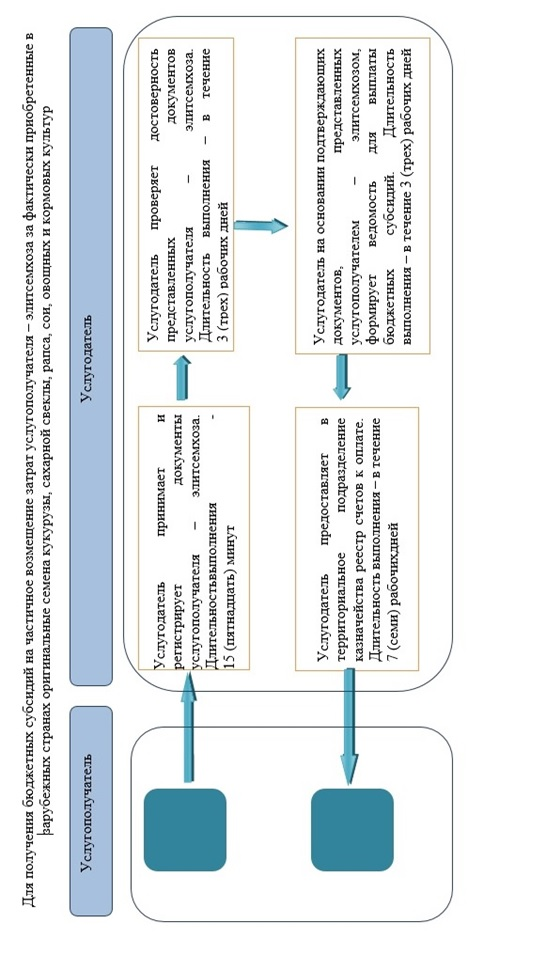 Для получения бюджетных субсидий на частичное возмещение затрат услугополучателя – элитсемхоза за фактически приобретенные в
зарубежных странах оригинальные семена кукурузы, сахарной свеклы, рапса, сои, овощных и кормовых культур
Услугополучатель
Услугодатель
Услугодатель принимает и
регистрирует документы
услугополучателя – элитсемхоза.
Длительностьвыполнения -
15 (пятнадцать) минут
Услугодатель проверяет достоверность
представленных документов
услугополучателя – элитсемхоза.
Длительность выполнения – в течение
3 (трех) рабочих дней
Услугодатель на основании подтверждающих
документов, представленных
услугополучателем – элитсемхозом,
формирует ведомость для выплаты
бюджетных субсидий. Длительность
выполнения – в течение 3 (трех) рабочих дней
Услугодатель предоставляет в
территориальное подразделение
казначейства реестр счетов к оплате.
Длительность выполнения – в течение
7 (семи) рабочихдней